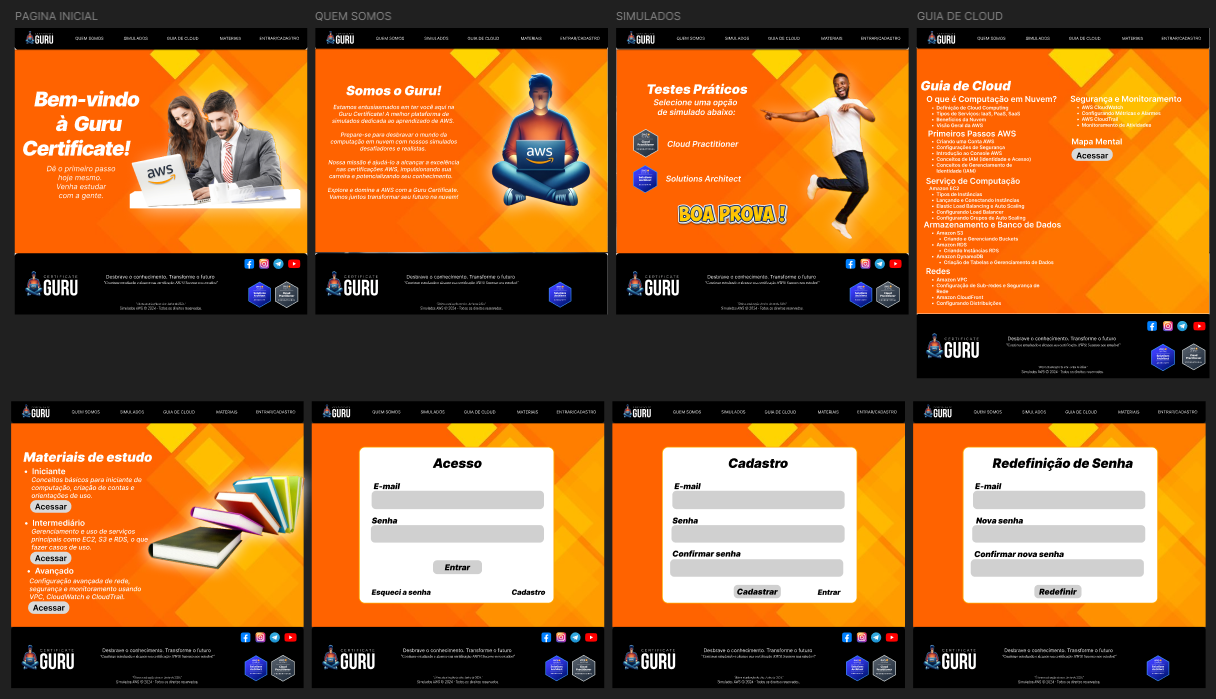 PAGINA INICIAL
CERTIFICATE
GURU
QUEM SOMOS
SIMULADOS
GUIA DE CLOUD
MATERIAIS
ENTRAR/CADASTRO
Bem-vindo
à Guru
Certificate!
Dê o primeiro passo
hoje mesmo.
Venha estudar
com a gente.
aws
CERTIFICATE
GURU
Desbrave o conhecimento. Transforme o futuro
Simulados AWS © 2024 - Todos os direitos reservados.
QUEM SOMOS
GURU
QUEM SOMOS
SIMULADOS
GUIA DE CLOUD
MATERIAIS
ENTRAR/CADASTRO
Somos o Guru!
Estamos entusiasmados em ter você aqui na
Guru Certificate! A melhor plataforma de
simulados dedicada ao aprendizado de AWS.
Prepare-se para desbravar o mundo da
computação em nuvem com nossos simulados
desafiadores e realistas.
Nossa missão é ajudá-lo a alcançar a excelência
nas certificações AWS, impulsionando sua
carreira e potencializando seu conhecimento.
Explore e domine a AWS com a Guru Certificate.
Vamos juntos transformar seu futuro na nuvem!
aws
CERTIFICATE
GURU
Desbrave o conhecimento. Transforme o futuro
Simulados AWS © 2024 - Todos os direitos reservados.
SIMULADOS
GURU
QUEM SOMOS
SIMULADOS
GUIA DE CLOUD
MATERIAIS
ENTRAR/CADASTRO
Testes Práticos
Selecione uma opção
de simulado abaixo:
Cloud Practitioner
Solutions Architect
BOA PROVA !
CERTIFICATE
GURU
Desbrave o conhecimento. Transforme o futuro
Simulados AWS © 2024 - Todos os direitos reservados.
GUIA DE CLOUD
GURU
QUEM SOMOS
SIMULADOS
GUIA DE CLOUD
MATERIAIS
ENTRAR/CADASTRO
Guia de Cloud
O que é Computação em Nuvem?
Definição de Cloud Computing
Tipos de Serviços: IaaS, PaaS, SaaS
Benefícios da Nuvem
Visão Geral da AWS
Primeiros Passos AWS
Criando uma Conta AWS
Configurações de Segurança
Introdução ao Console AWS
Conceitos de IAM (Identidade e Acesso)
Conceitos de Gerenciamento de
Identidade (IAM)
Serviço de Computação
Amazon EC2
Tipos de Instâncias
Lançando e Conectando Instâncias
Elastic Load Balancing e Auto Scaling
Configurando Load Balancer
Configurando Grupos de Auto Scaling
Armazenamento e Banco de Dados
Amazon S3
Criando e Gerenciando Buckets
Amazon RDS
Criando Instâncias RDS
Amazon DynamoDB
Criação de Tabelas e Gerenciamento de Dados
Redes
Amazon VPC
Configuração de Sub-redes e Segurança de
Rede
Amazon CloudFront
Configurando Distribuições
Segurança e Monitoramento
AWS CloudWatch
Configurando Métricas e Alarmes
AWS CloudTrail
Monitoramento de Atividades
Mapa Mental
Acessar
CERTIFICATE
GURU
Desbrave o conhecimento. Transforme o futuro
Simulados AWS © 2024 - Todos os direitos reservados.
GURU
QUEM SOMOS
SIMULADOS
GUIA DE CLOUD
MATERIAIS
ENTRAR/CADASTRO
Materiais de estudo
Iniciante
Conceitos básicos para iniciante da
computação, criação de contas e
orientações de uso.
Acessar
Intermediário
Gerenciamento e uso de serviços
principais como EC2, S3 e RDS, o que
fazer casos de uso.
Acessar
Avançado
Configuração avançada de rede,
segurança e monitoramento usando
VPC, CloudWatch e CloudTrail.
Acessar
CERTIFICATE
GURU
Desbrave o conhecimento. Transforme o futuro
Simulados AWS © 2024 - Todos os direitos reservados.
GURU
QUEM SOMOS
SIMULADOS
GUIA DE CLOUD
MATERIAIS
ENTRAR/CADASTRO
Acesso
E-mail
Senha
Entrar
Esqueci a senha
Cadastro
CERTIFICATE
GURU
Desbrave o conhecimento. Transforme o futuro
Simulados AWS © 2024 - Todos os direitos reservados.
GURU
QUEM SOMOS
SIMULADOS
GUIA DE CLOUD
MATERIAIS
ENTRAR/CADASTRO
Cadastro
E-mail
Senha
Confirmar senha
Cadastrar
Entrar
CERTIFICATE
GURU
Desbrave o conhecimento. Transforme o futuro
Simulados AWS © 2024 - Todos os direitos reservados.
GURU
QUEM SOMOS
SIMULADOS
GUIA DE CLOUD
MATERIAIS
ENTRAR/CADASTRO
Redefinição de Senha
E-mail
Nova senha
Confirmar nova senha
Redefinir
CERTIFICATE
GURU
Desbrave o conhecimento. Transforme o futuro
Simulados AWS © 2024 - Todos os direitos reservados.